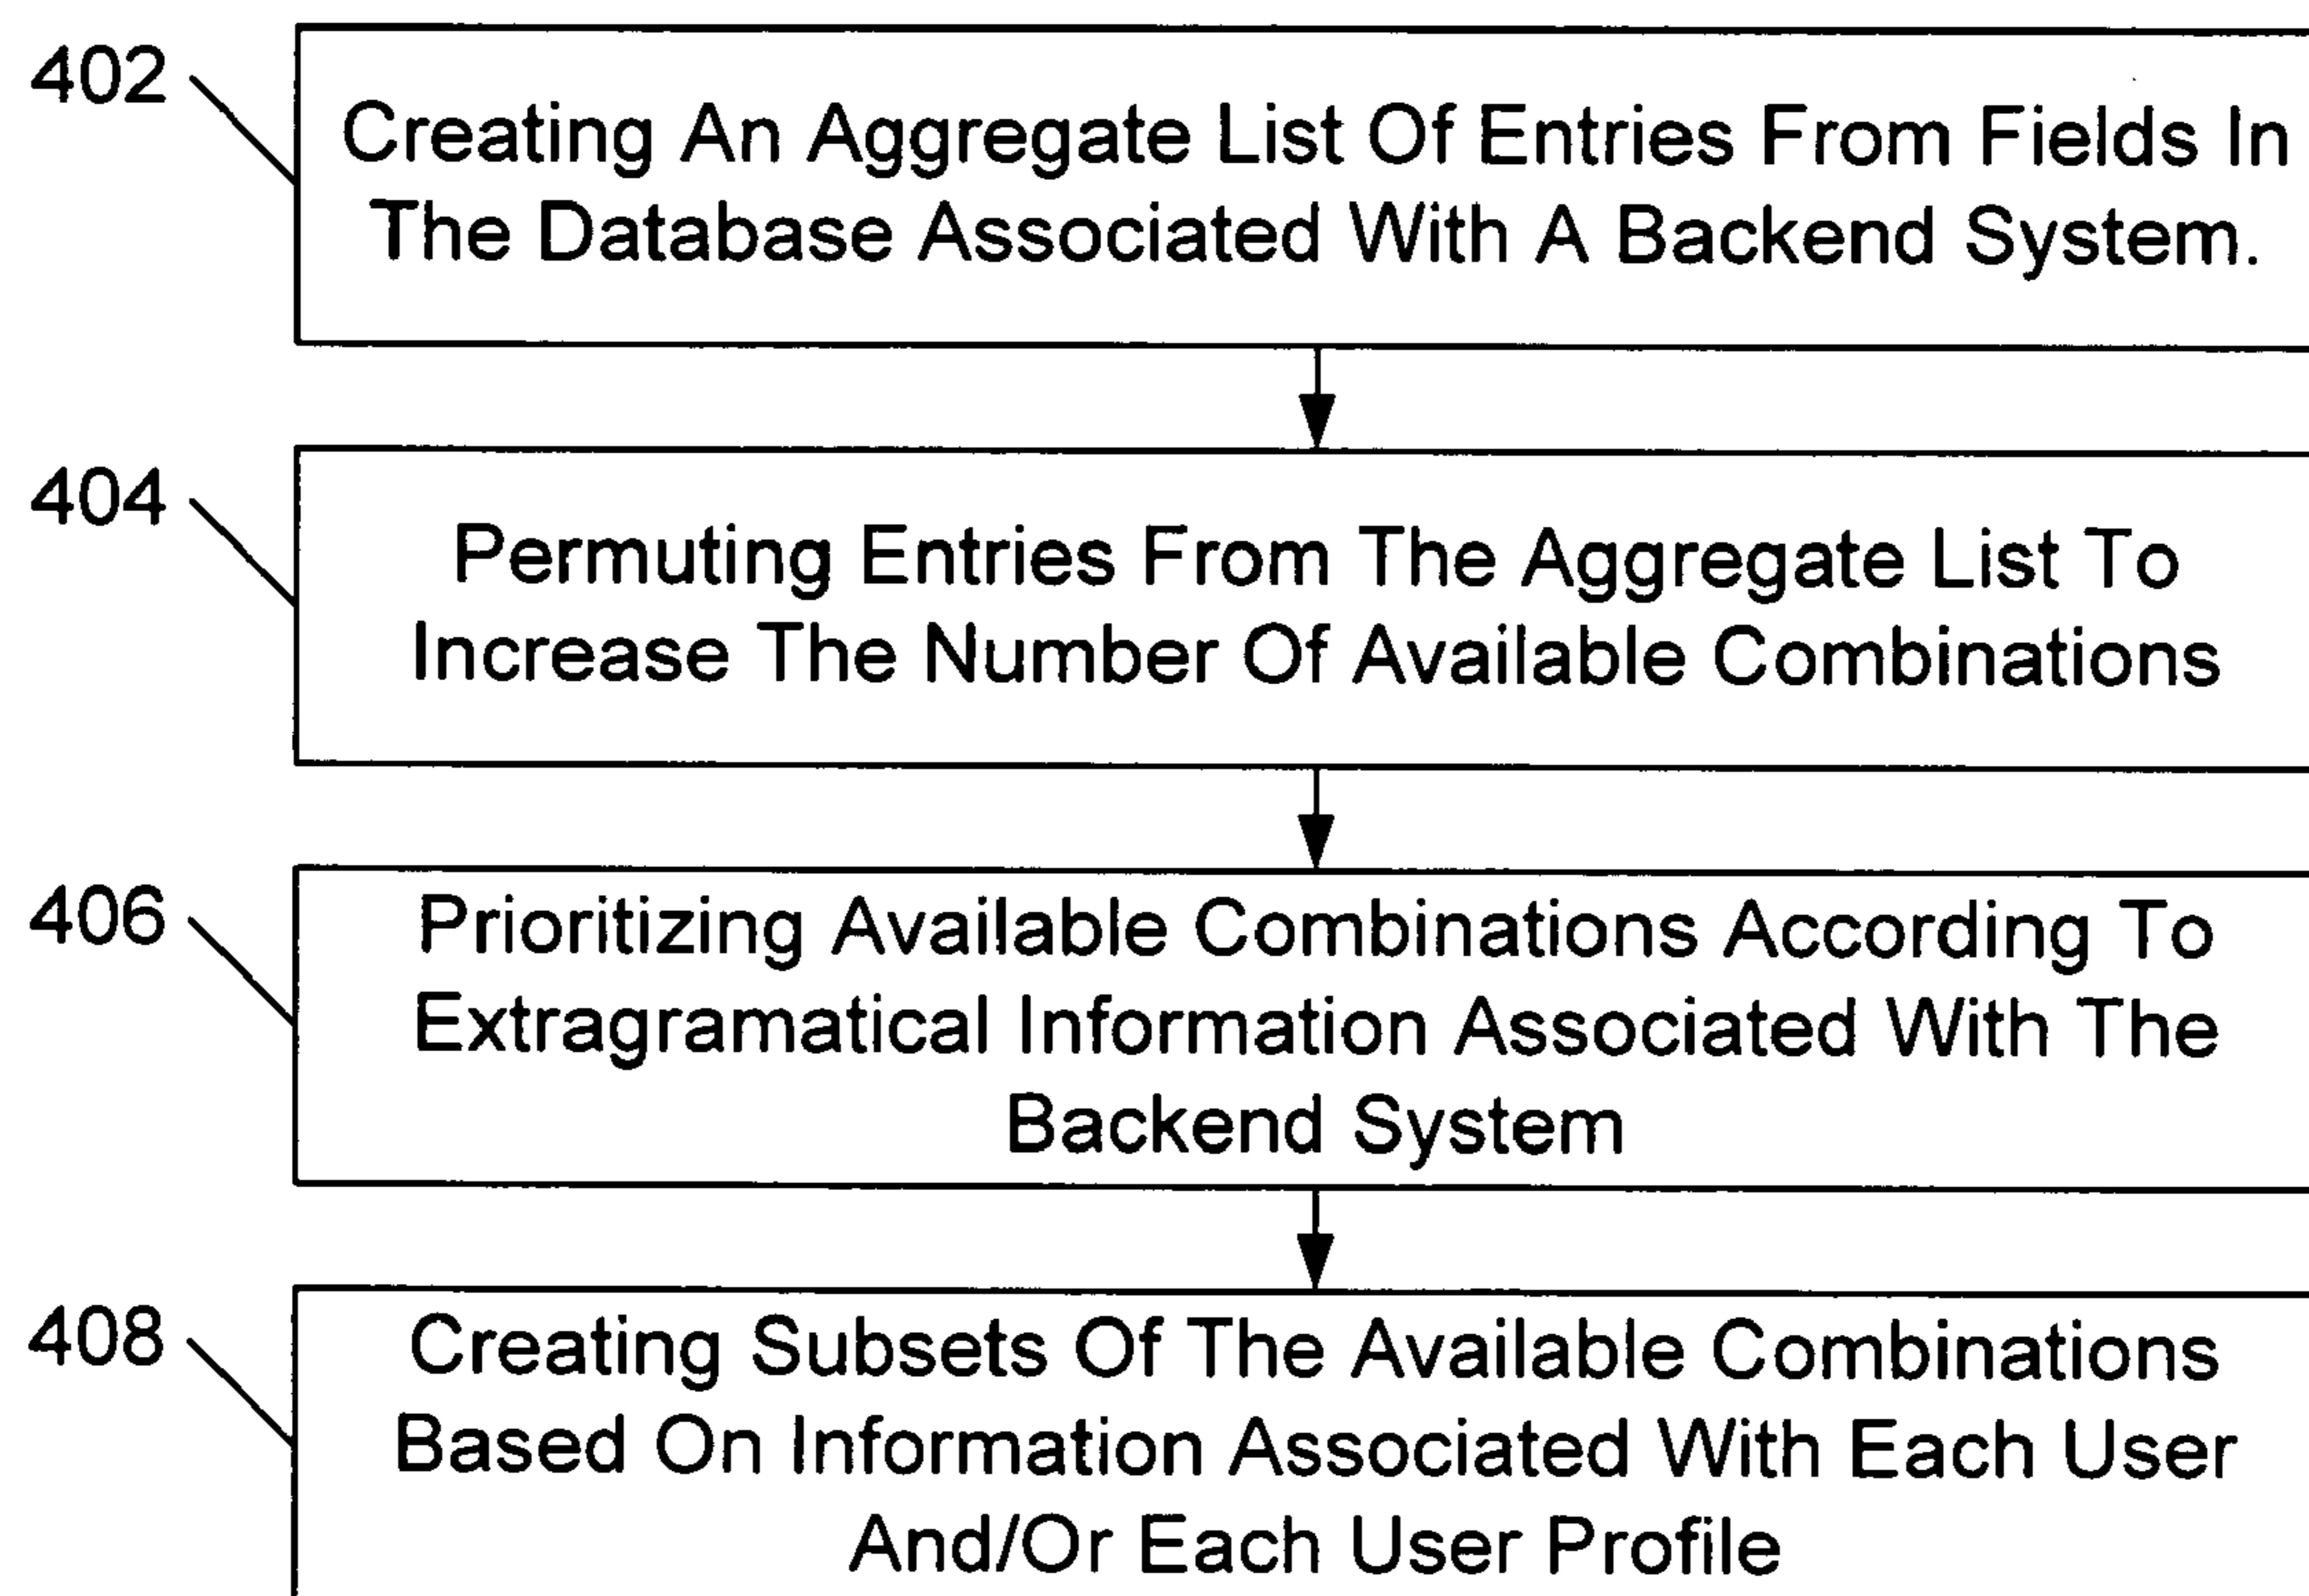 402
Creating An Aggregate List Of Entries From Fields In
The Database Associated With A Backend System.
404
Permuting Entries From The Aggregate List To
Increase The Number Of Available Combinations
406
Prioritizing Available Combinations According To
Extragramatical Information Associated With The
Backend System
408
Creating Subsets Of The Available Combinations
Based On Information Associated With Each User
And/Or Each User Profile